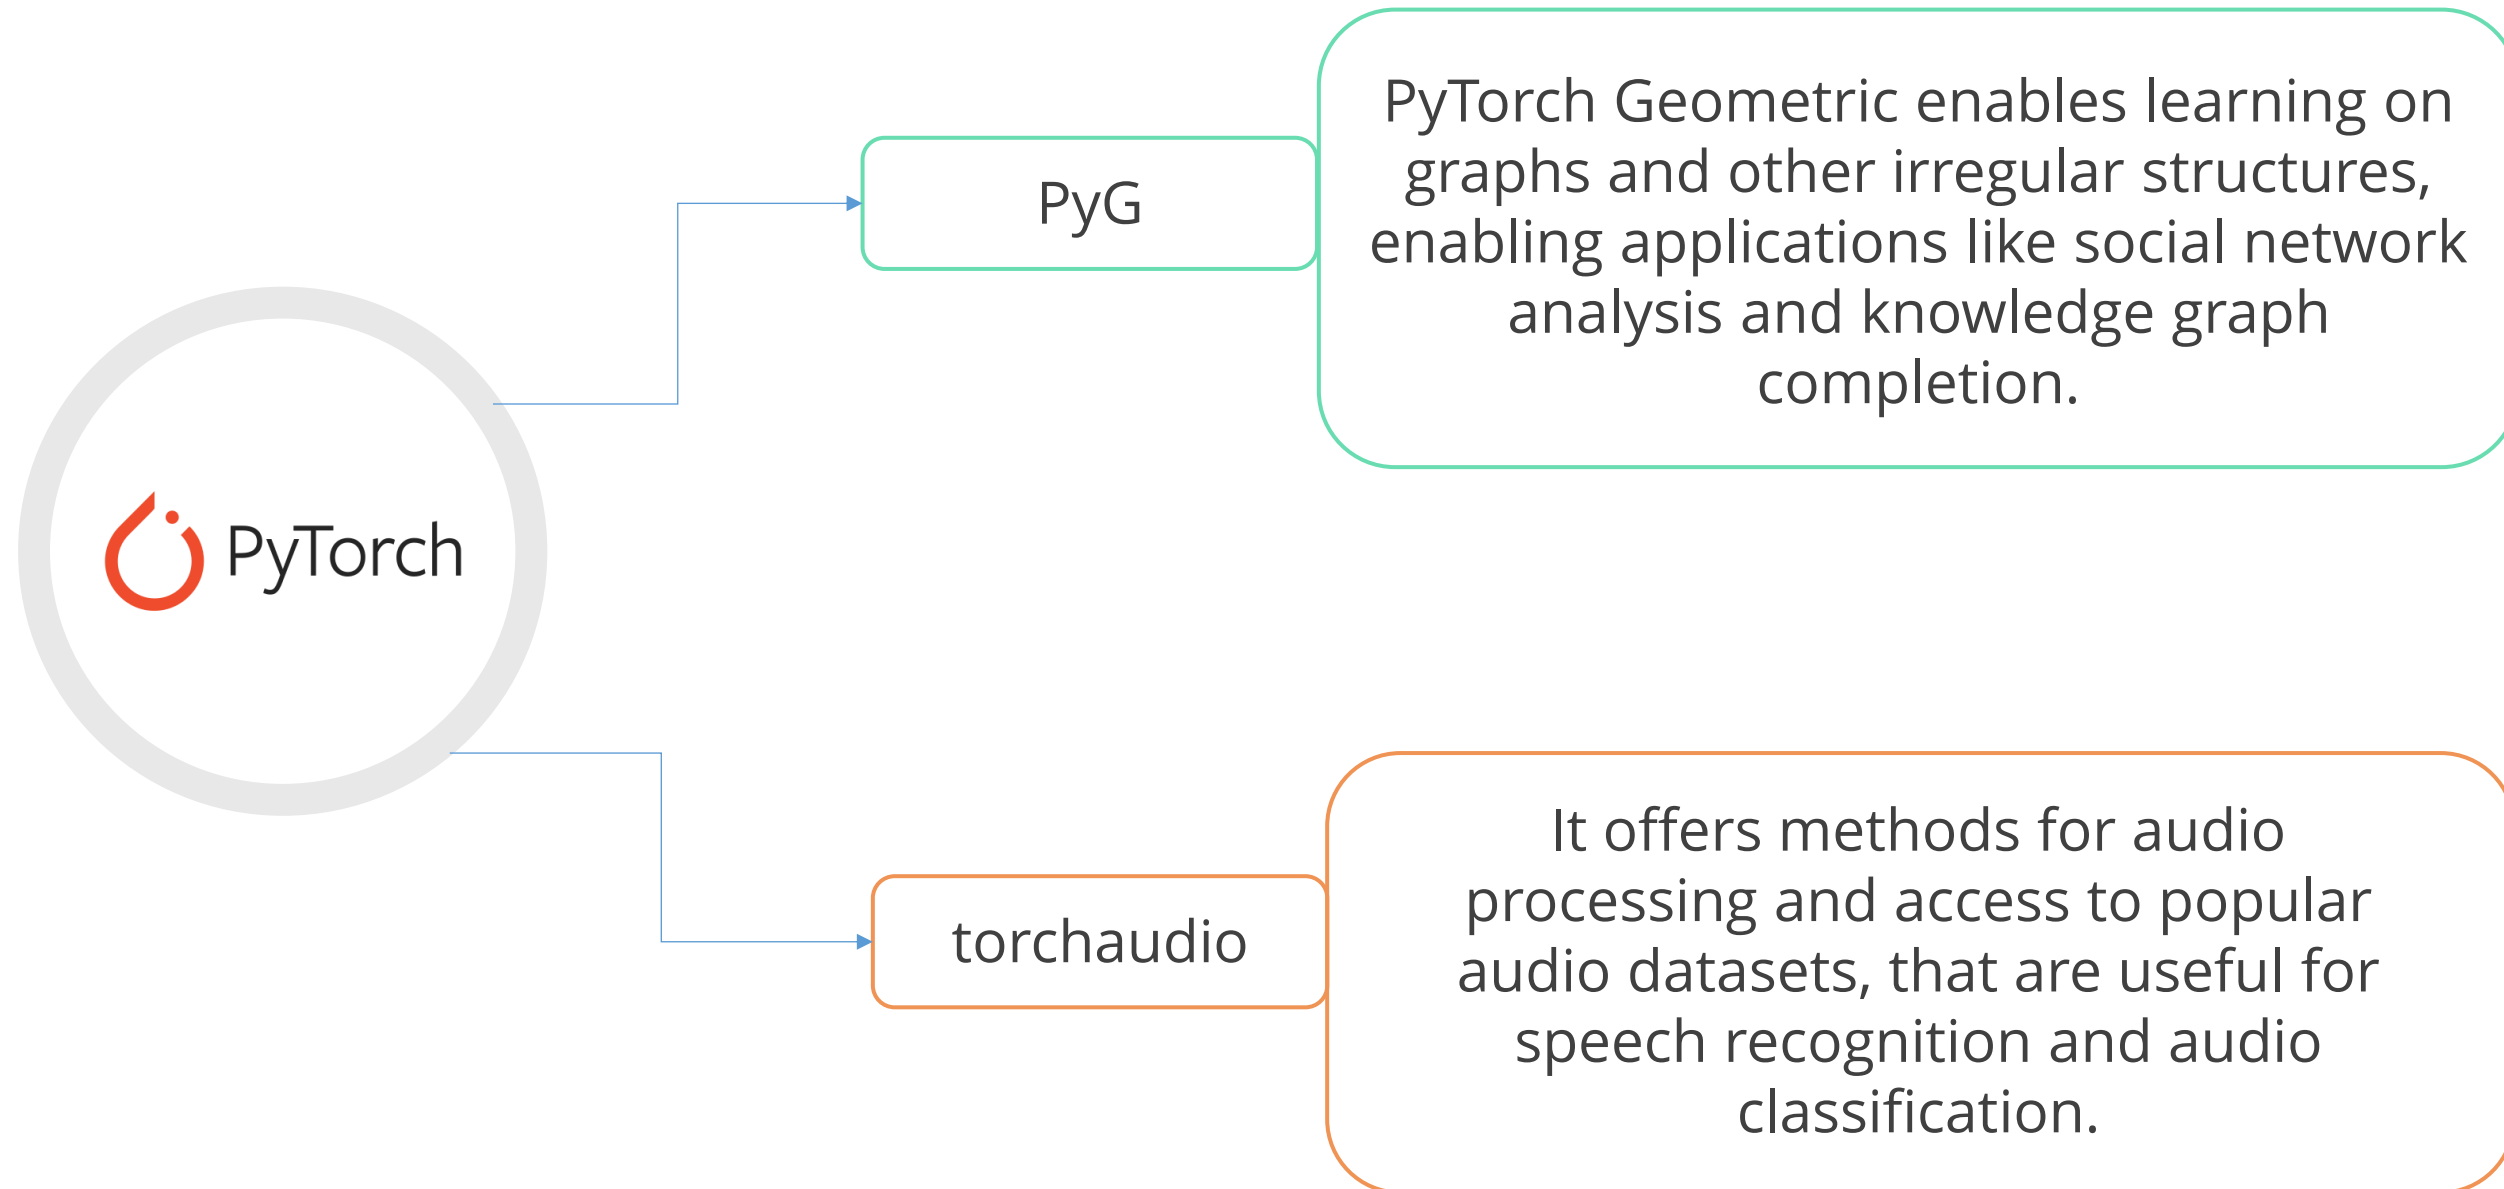 PyTorch
PyG
PyTorch Geometric enables learning on
graphs and other irregular structures,
enabling applications like social network
analysis and knowledge graph
completion.
torchaudio
It offers methods for audio
processing and access to popular
audio datasets, that are useful for
speech recognition and audio
classification.